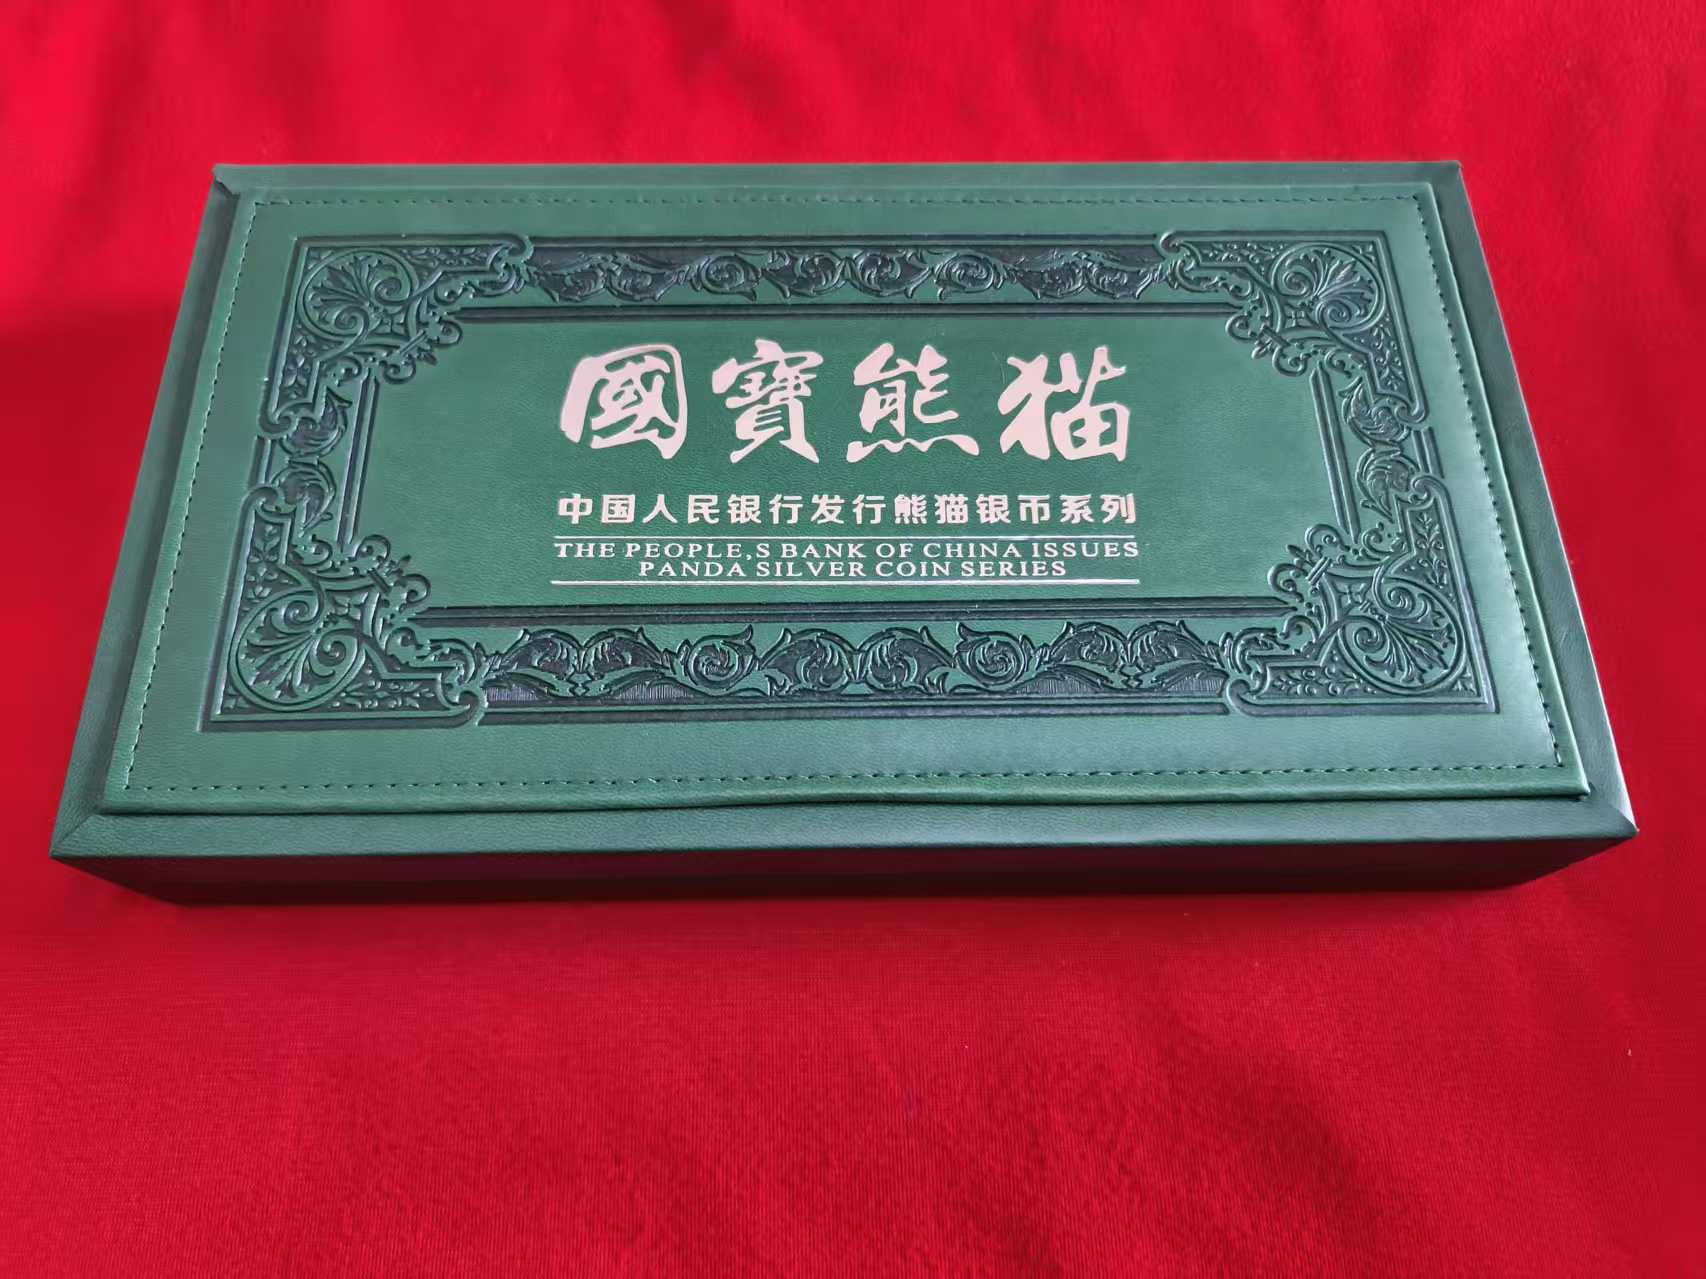 國寶熊猫
中国人民银行发行熊猫银币系列
THE PEOPLE,S BANK OF CHINA ISSUES
PANDA SILVER COIN SERIES